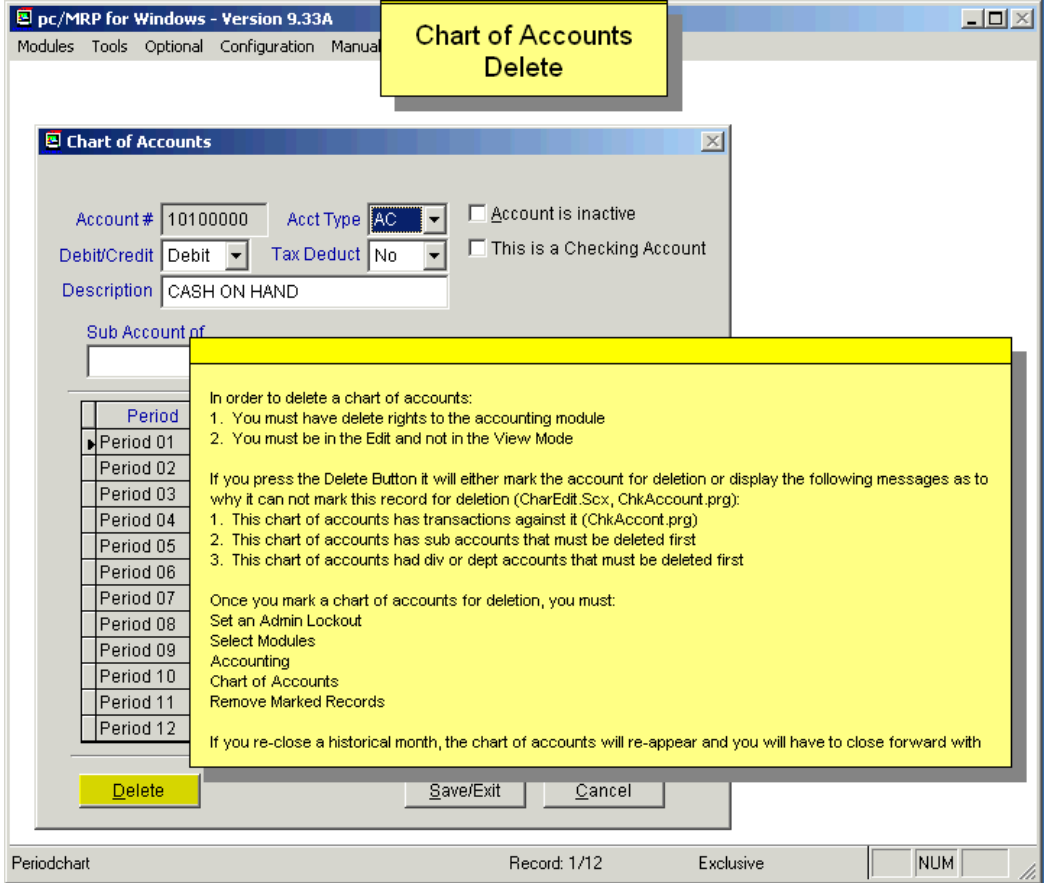 pc/MRP for Windows - Version 9.33A
Modules Tools Optional Configuration Manual
Chart of Accounts
Delete
Chart of Accounts
Account # 10100000 Acct Type AC Account is inactive
Debit/Credit Debit Tax Deduct No This is a Checking Account
Description CASH ON HAND
Sub Account of
Period
Period 01
Period 02
Period 03
Period 04
Period 05
Period 06
Period 07
Period 08
Period 09
Period 10
Period 11
Period 12
In order to delete a chart of accounts:
1. You must have delete rights to the accounting module
2. You must be in the Edit and not in the View Mode
If you press the Delete Button it will either mark the account for deletion or display the following messages as to
why it can not mark this record for deletion (CharEdit.Scx, ChkAccount.prg):
1. This chart of accounts has transactions against it (ChkAccont.prg)
2. This chart of accounts has sub accounts that must be deleted first
3. This chart of accounts had div or dept accounts that must be deleted first
Once you mark a chart of accounts for deletion, you must:
Set an Admin Lockout
Select Modules
Accounting
Chart of Accounts
Remove Marked Records
If you re-close a historical month, the chart of accounts will re-appear and you will have to close forward with
Delete Save/Exit Cancel
Periodchart Record: 1/12 Exclusive NUM